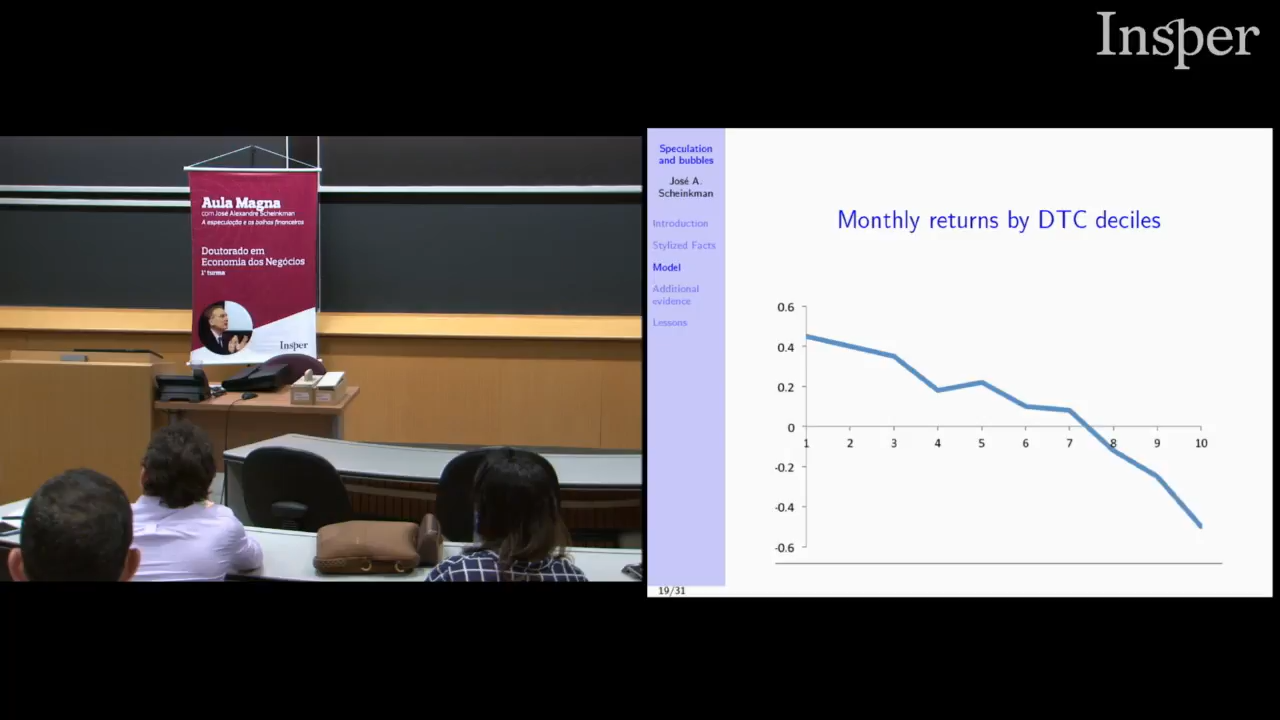 Insper
Aula Magna
com José Alexandre Scheinkman
A especulação e as bolhas financeiras
Doutorado em
Economia dos Negócios
1ª turma
Insper
Speculation
and bubbles
José A.
Scheinkman
Introduction
Stylized Facts
Model
Additional
evidence
Lessons
19/31
Monthly returns by DTC deciles
0.6
0.4
0.2
0
-0.2
-0.4
-0.6
1 2 3 4 5 6 7 8 9 10